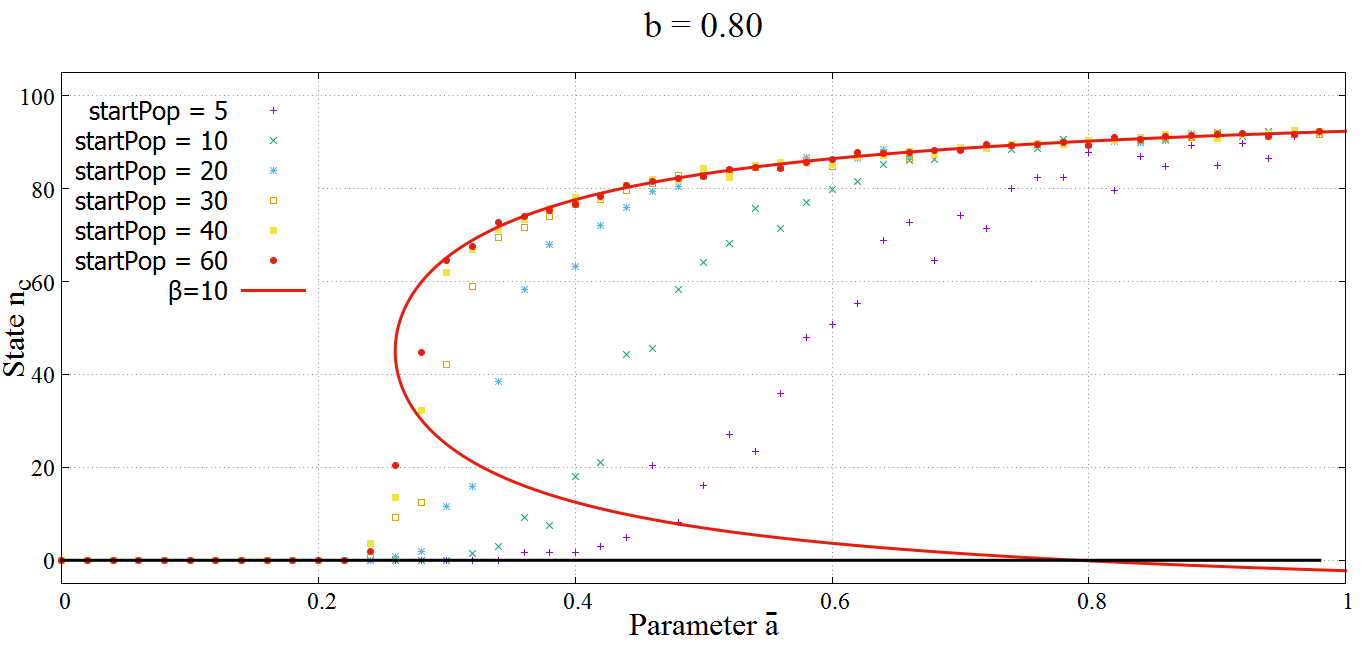 b = 0.80
startPop = 5
startPop = 10
startPop = 20
startPop = 30
startPop = 40
startPop = 60
β=10
100
80
60
40
20
0
State n_c
0
0.2
0.4
0.6
0.8
1
Parameter ā